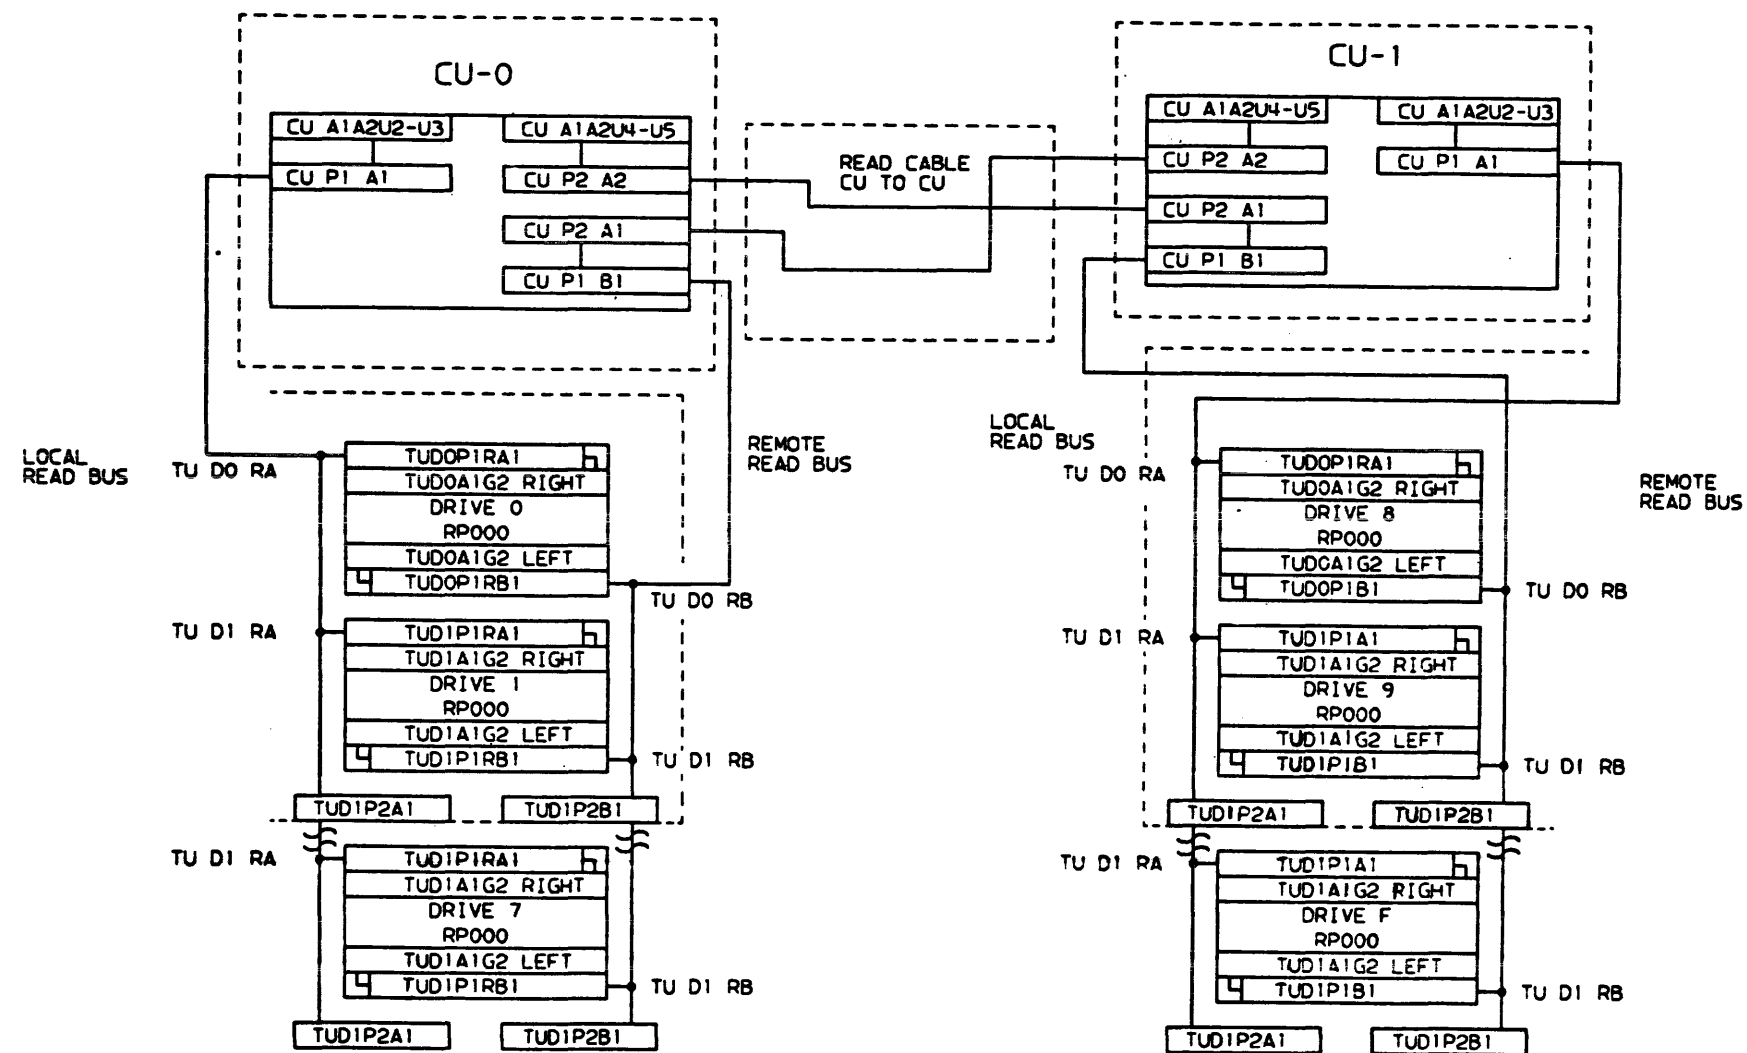 CU-0
CU A1A2U2-U3
CU A1A2U4-U5
CU P1 A1
CU P2 A2
CU P2 A1
CU P1 B1
READ CABLE
CU TO CU
CU-1
CU A1A2U4-U5
CU A1A2U2-U3
CU P2 A2
CU P1 A1
CU P2 A1
CU P1 B1
LOCAL
READ BUS
TU D0 RA
TUD0P1RA1
TUD0A1G2 RIGHT
DRIVE 0
RP000
TUD0A1G2 LEFT
TUD0P1RB1
REMOTE
READ BUS
TU D0 RB
TU D1 RA
TUD1P1RA1
TUD1A1G2 RIGHT
DRIVE 1
RP000
TUD1A1G2 LEFT
TUD1P1RB1
TU D1 RB
TUD1P2A1
TUD1P2B1
TU D1 RA
TUD1P1RA1
TUD1A1G2 RIGHT
DRIVE 7
RP000
TUD1A1G2 LEFT
TUD1P1RB1
TU D1 RB
TUD1P2A1
TUD1P2B1
LOCAL
READ BUS
TU D0 RA
TUD0P1RA1
TUD0A1G2 RIGHT
DRIVE 8
RP000
TUD0A1G2 LEFT
TUD0P1B1
REMOTE
READ BUS
TU D0 RB
TU D1 RA
TUD1P1A1
TUD1A1G2 RIGHT
DRIVE 9
RP000
TUD1A1G2 LEFT
TUD1P1B1
TU D1 RB
TUD1P2A1
TUD1P2B1
TU D1 RA
TUD1P1A1
TUD1A1G2 RIGHT
DRIVE F
RP000
TUD1A1G2 LEFT
TUD1P1B1
TU D1 RB
TUD1P2A1
TUD1P2B1